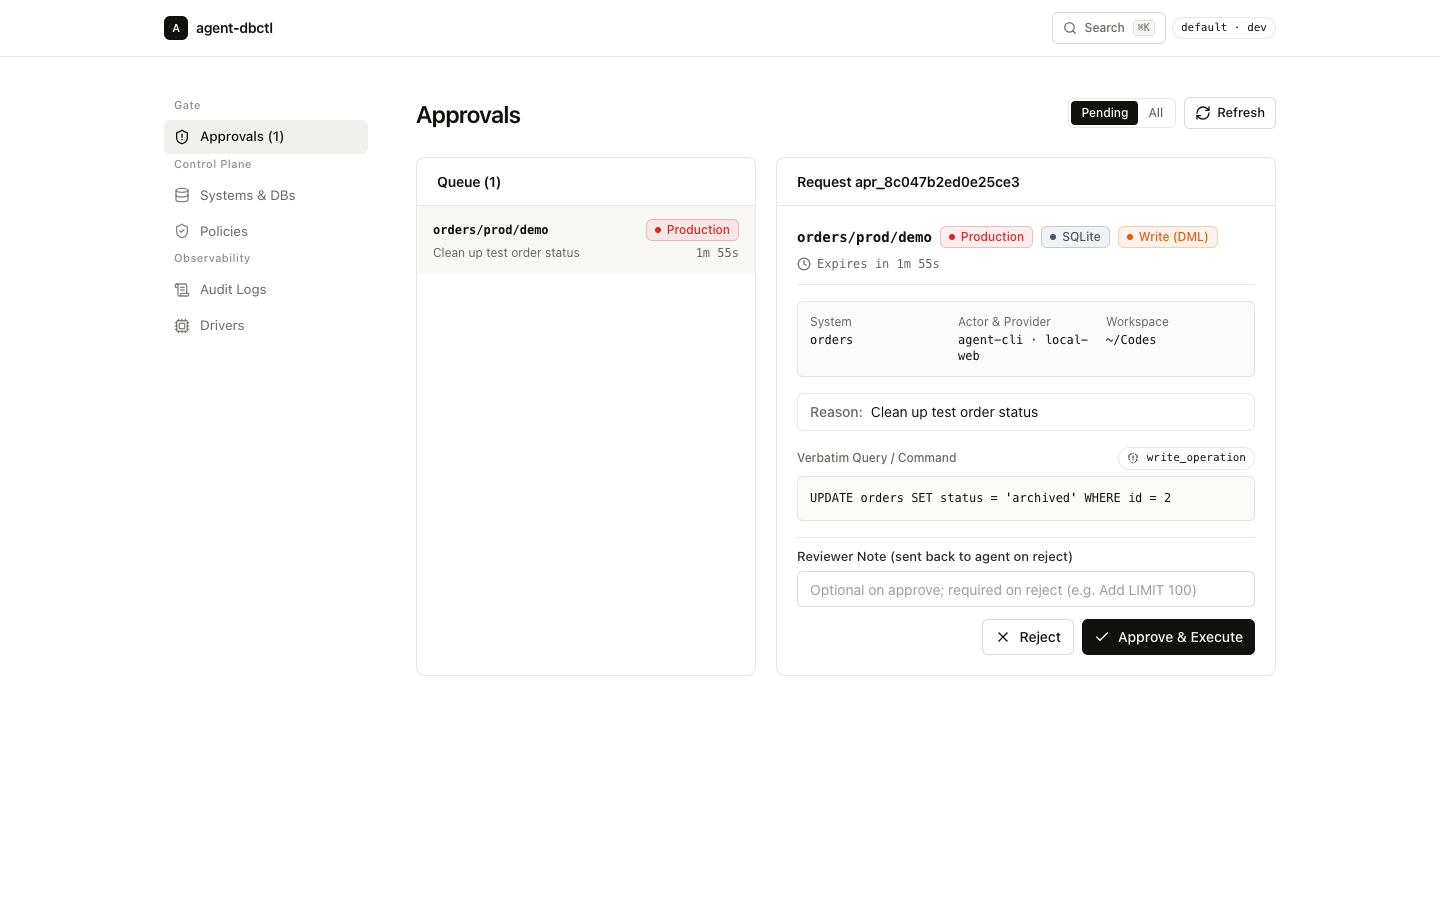 A agent-dbctl
Search ⌘K default · dev
Gate
Approvals (1)
Control Plane
Systems & DBs
Policies
Observability
Audit Logs
Drivers
Approvals
Pending All Refresh
Queue (1)
orders/prod/demo Production
Clean up test order status 1m 55s
Request apr_8c047b2ed0e25ce3
orders/prod/demo Production SQLite Write (DML)
Expires in 1m 55s
System
orders
Actor & Provider
agent-cli · local-
web
Workspace
~/Codes
Reason: Clean up test order status
Verbatim Query / Command write_operation
UPDATE orders SET status = 'archived' WHERE id = 2
Reviewer Note (sent back to agent on reject)
Optional on approve; required on reject (e.g. Add LIMIT 100)
Reject Approve & Execute